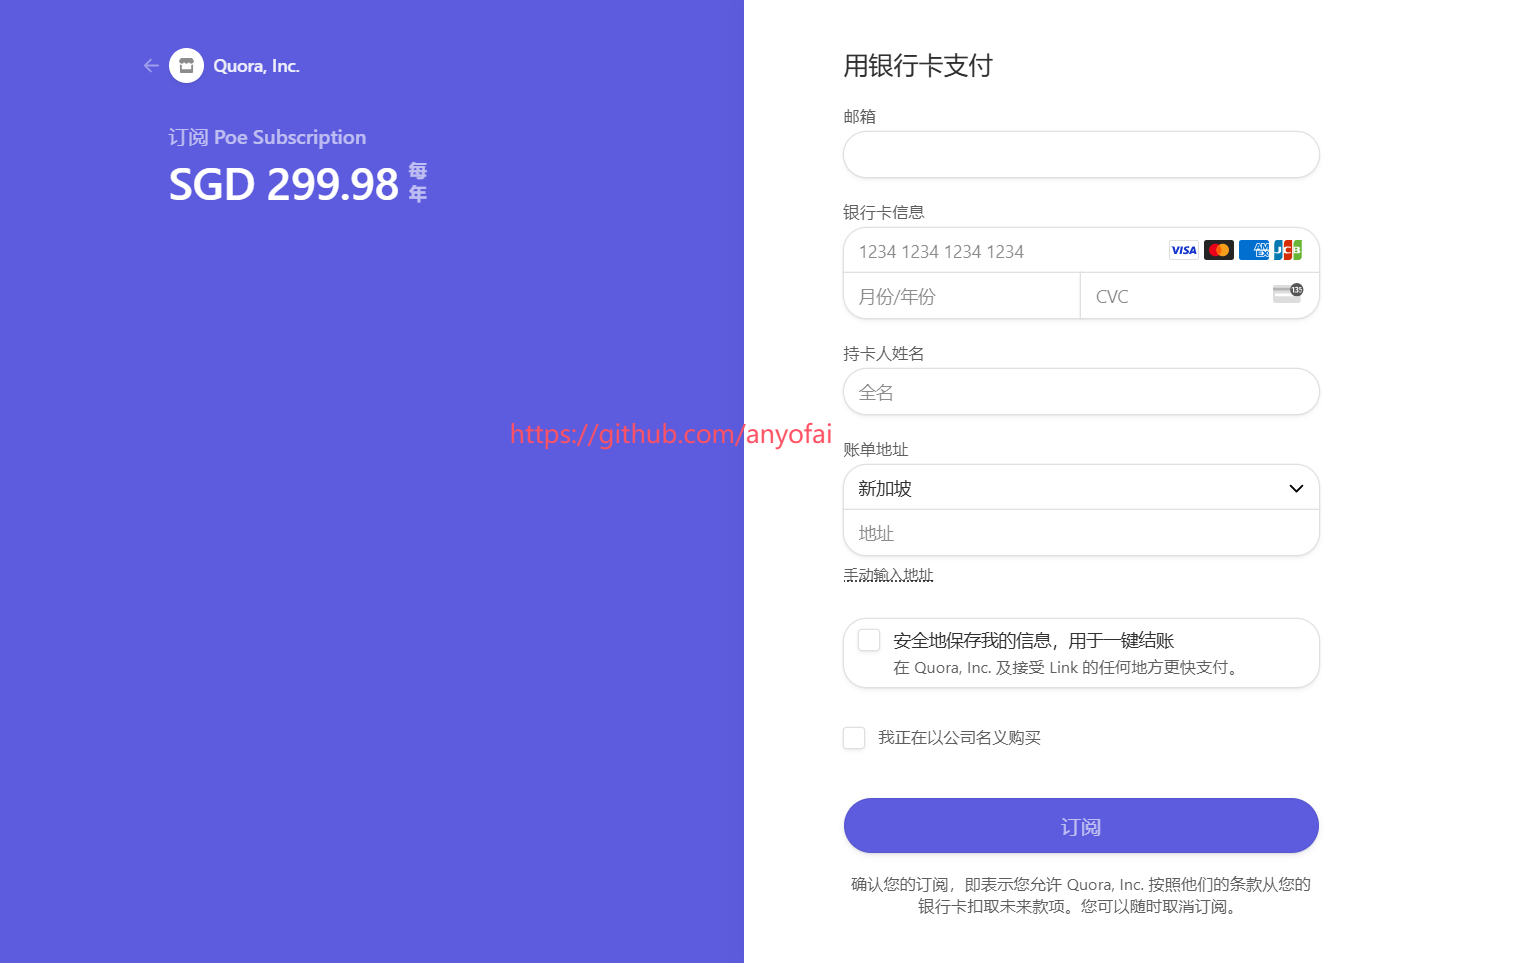 Quora, Inc.
订阅 Poe Subscription
SGD 299.98 每年
用银行卡支付
邮箱
银行卡信息
1234 1234 1234 1234 VISA AMEX JCB
月份/年份 CVC 135
持卡人姓名
全名
https://github.com/anyofai
账单地址
新加坡
地址
手动输入地址
安全地保存我的信息，用于一键结账
在 Quora, Inc. 及接受 Link 的任何地方更快支付。
我正在以公司名义购买
订阅
确认您的订阅，即表示您允许 Quora, Inc. 按照他们的条款从您的
银行卡扣取未来款项。您可以随时取消订阅。